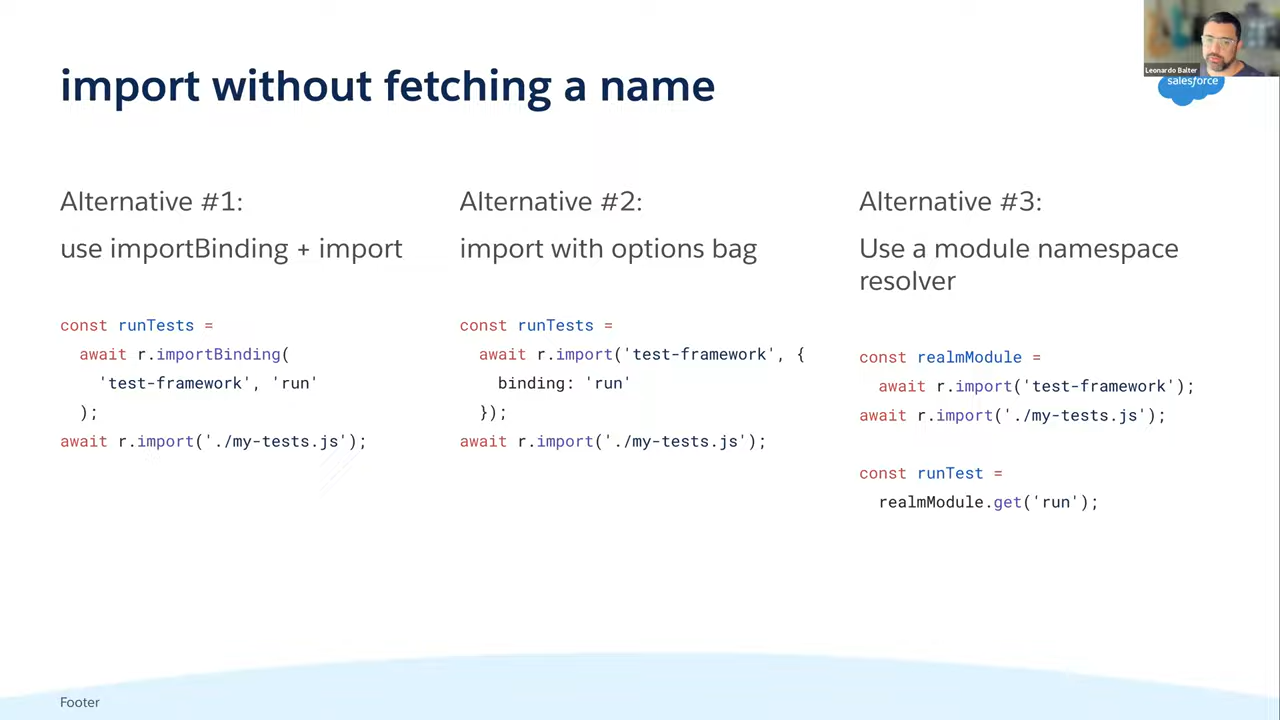 Leonardo Balter
salesforce
import without fetching a name
Alternative #1:
use importBinding + import
const runTests =
  await r.importBinding(
    'test-framework', 'run'
  );
await r.import('./my-tests.js');
Alternative #2:
import with options bag
const runTests =
  await r.import('test-framework', {
    binding: 'run'
  });
await r.import('./my-tests.js');
Alternative #3:
Use a module namespace
resolver
const realmModule =
  await r.import('test-framework');
await r.import('./my-tests.js');
const runTest =
  realmModule.get('run');
Footer